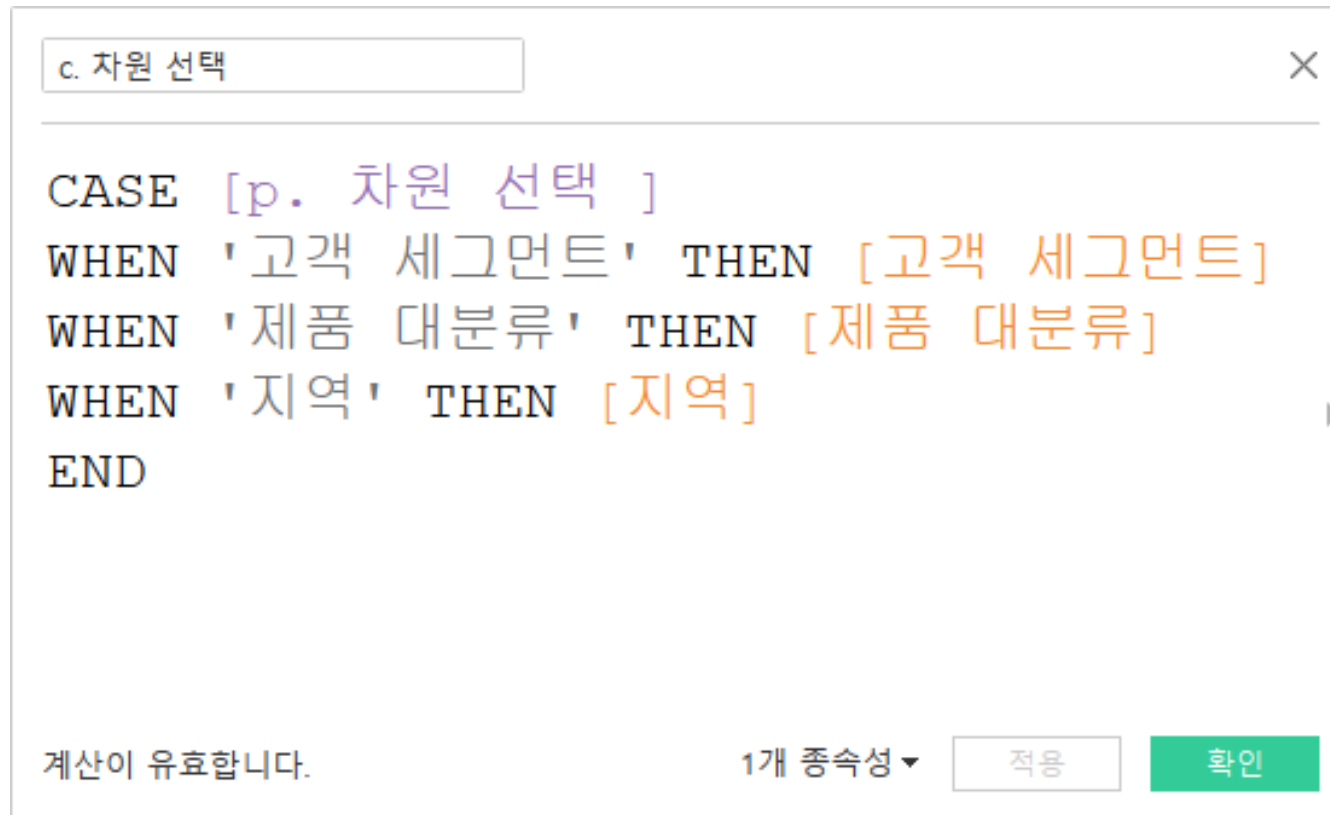 c. 차원 선택
CASE [p. 차원 선택 ]
WHEN '고객 세그먼트' THEN [고객 세그먼트]
WHEN '제품 대분류' THEN [제품 대분류]
WHEN '지역' THEN [지역]
END
계산이 유효합니다. 1개 종속성 적용 확인